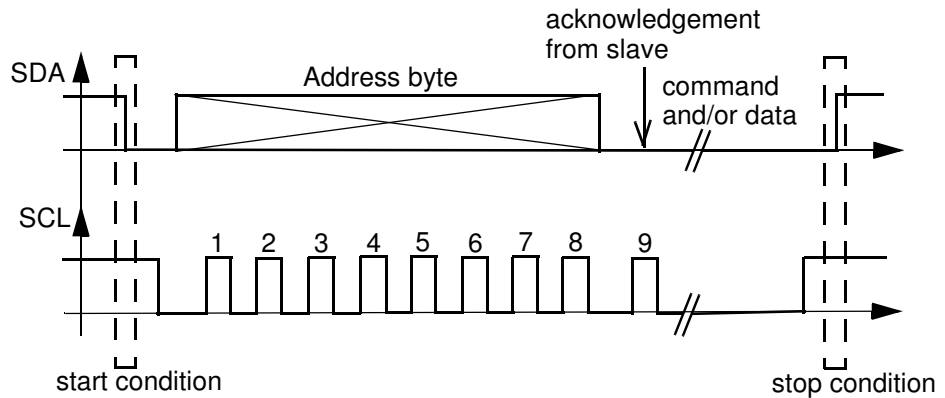 acknowledgement
from slave
SDA
Address byte
command
and/or data
SCL
1 2 3 4 5 6 7 8 9
start condition
stop condition